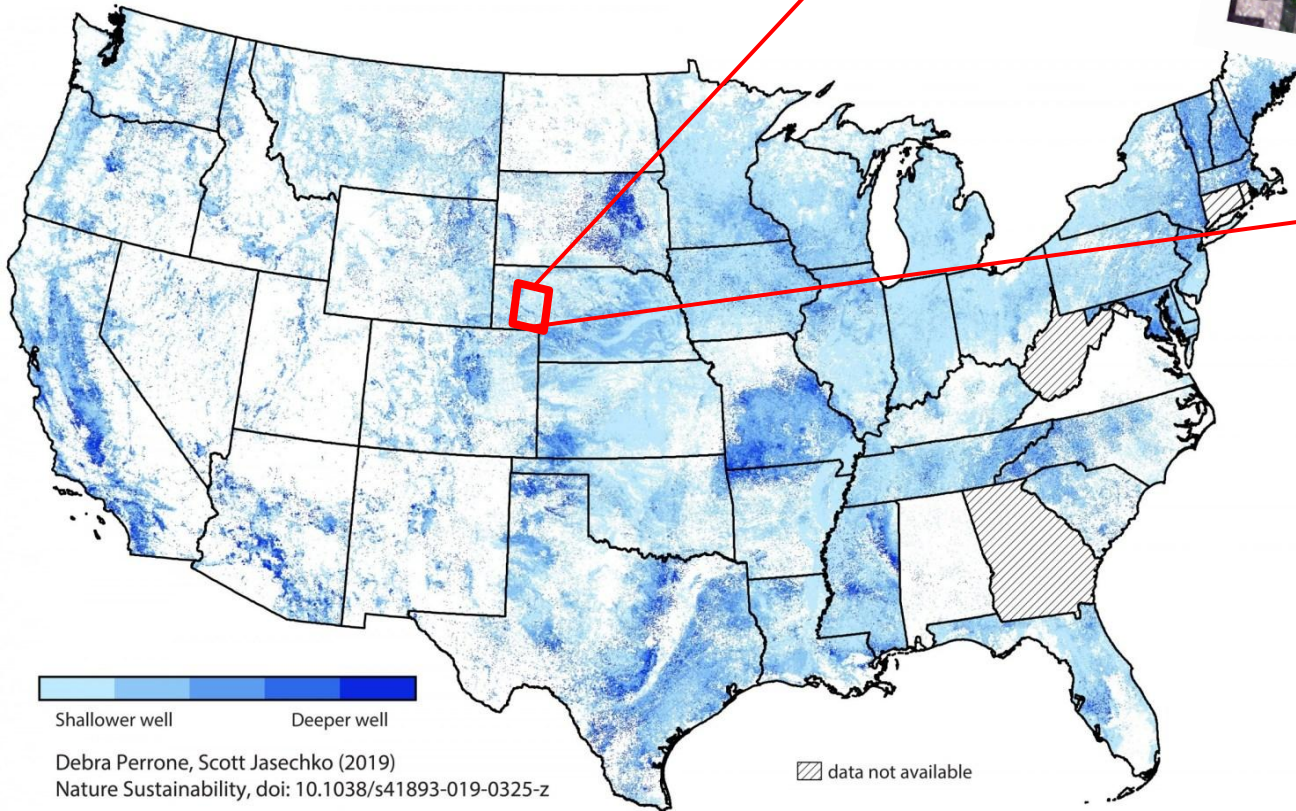 Shallower well
Deeper well
Debra Perrone, Scott Jasechko (2019)
Nature Sustainability, doi: 10.1038/s41893-019-0325-z
data not available